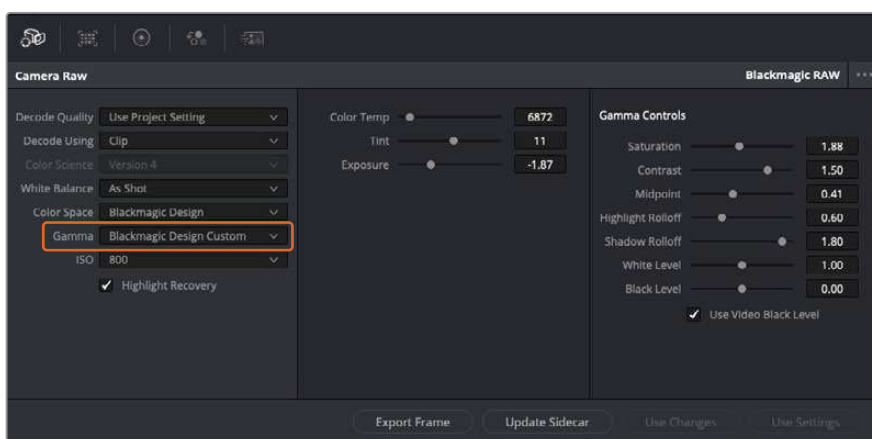 Camera Raw
Blackmagic RAW
Decode Quality Use Project Setting
Decode Using Clip
Color Science Version 4
White Balance As Shot
Color Space Blackmagic Design
Gamma Blackmagic Design Custom
ISO 800
Highlight Recovery
Color Temp 6872
Tint 11
Exposure -1.87
Gamma Controls
Saturation 1.88
Contrast 1.50
Midpoint 0.41
Highlight Rolloff 0.60
Shadow Rolloff 1.80
White Level 1.00
Black Level 0.00
Use Video Black Level
Export Frame
Update Sidecar
Use Changes
Use Settings